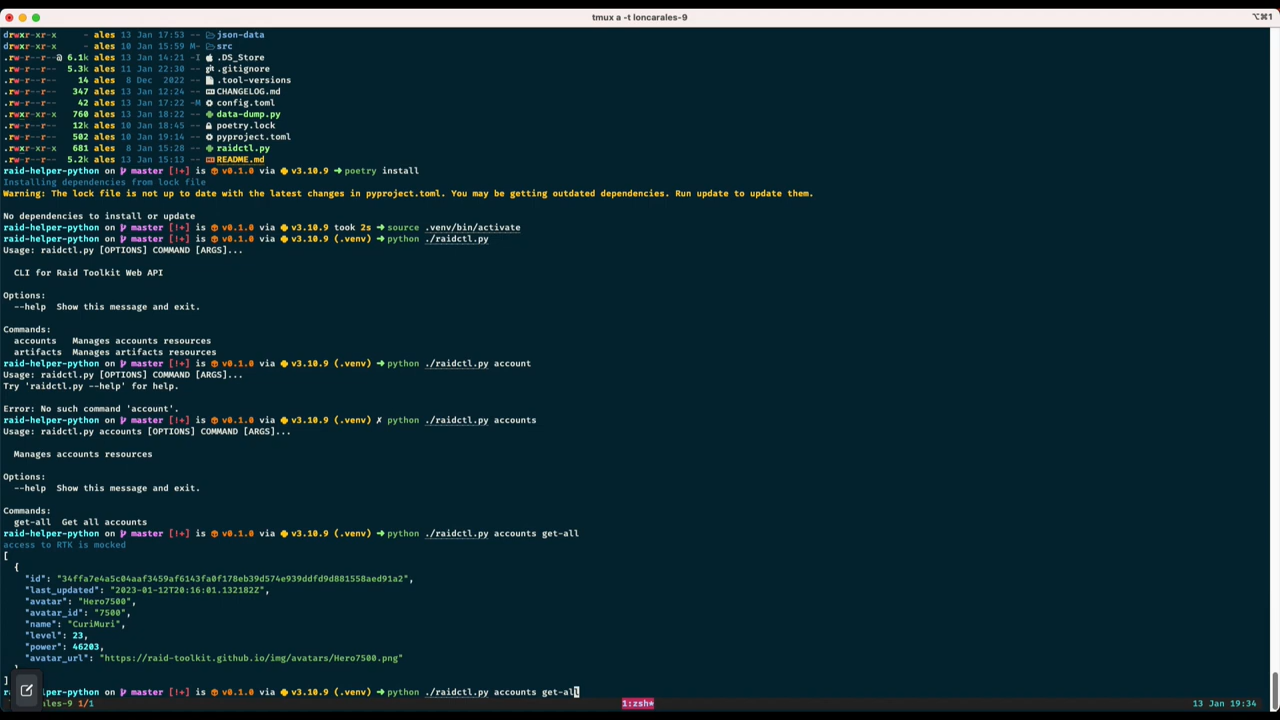 tmux a -t loncarales-9
⌥⌘1
drwxr-xr-x - ales 13 Jan 17:53 -- json-data
drwxr-xr-x - ales 10 Jan 15:59 M- src
.rw-r--r--@ 6.1k ales 13 Jan 14:21 -I .DS_Store
.rw-r--r-- 5.3k ales 11 Jan 22:30 -- .gitignore
.rw-r--r-- 14 ales 8 Dec 2022 -- .tool-versions
.rw-r--r-- 347 ales 13 Jan 12:24 -- CHANGELOG.md
.rw-r--r-- 42 ales 13 Jan 17:22 -M config.toml
.rwxr-xr-x 760 ales 13 Jan 18:22 -- data-dump.py
.rw-r--r-- 12k ales 10 Jan 18:45 -- poetry.lock
.rw-r--r-- 502 ales 10 Jan 19:14 -- pyproject.toml
.rwxr-xr-x 681 ales 8 Jan 15:28 -- raidctl.py
.rw-r--r-- 5.2k ales 13 Jan 15:13 -- README.md
raid-helper-python on master [!+] is v0.1.0 via v3.10.9 ➜ poetry install
Installing dependencies from lock file
Warning: The lock file is not up to date with the latest changes in pyproject.toml. You may be getting outdated dependencies. Run update to update them.
No dependencies to install or update
raid-helper-python on master [!+] is v0.1.0 via v3.10.9 took 2s ➜ source .venv/bin/activate
raid-helper-python on master [!+] is v0.1.0 via v3.10.9 (.venv) ➜ python ./raidctl.py
Usage: raidctl.py [OPTIONS] COMMAND [ARGS]...
CLI for Raid Toolkit Web API
Options:
--help Show this message and exit.
Commands:
accounts Manages accounts resources
artifacts Manages artifacts resources
raid-helper-python on master [!+] is v0.1.0 via v3.10.9 (.venv) ➜ python ./raidctl.py account
Usage: raidctl.py [OPTIONS] COMMAND [ARGS]...
Try 'raidctl.py --help' for help.
Error: No such command 'account'.
raid-helper-python on master [!+] is v0.1.0 via v3.10.9 (.venv) ✗ python ./raidctl.py accounts
Usage: raidctl.py accounts [OPTIONS] COMMAND [ARGS]...
Manages accounts resources
Options:
--help Show this message and exit.
Commands:
get-all Get all accounts
raid-helper-python on master [!+] is v0.1.0 via v3.10.9 (.venv) ➜ python ./raidctl.py accounts get-all
access to RTK is mocked
[
{
"id": "34ffa7e4a5c04aaf3459af6143fa0f178eb39d574e939ddfd9d881558aed91a2",
"last_updated": "2023-01-12T20:16:01.132182Z",
"avatar": "Hero7500",
"avatar_id": "7500",
"name": "CuriMuri",
"level": 23,
"power": 46203,
"avatar_url": "https://raid-toolkit.github.io/img/avatars/Hero7500.png"
]
helper-python on master [!+] is v0.1.0 via v3.10.9 (.venv) ➜ python ./raidctl.py accounts get-all
ales-9 1/1
1:zsh*
13 Jan 19:34